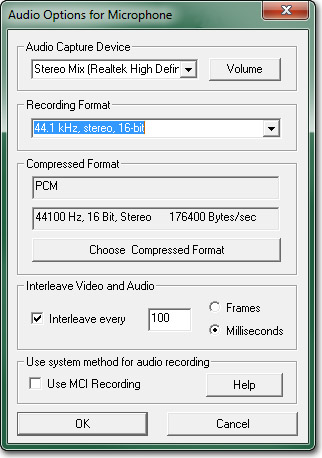 Audio Options for Microphone
Audio Capture Device
Stereo Mix (Realtek High Defir
Volume
Recording Format
44.1 kHz, stereo, 16-bit
Compressed Format
PCM
44100 Hz, 16 Bit, Stereo 176400 Bytes/sec
Choose Compressed Format
Interleave Video and Audio
Interleave every 100
Frames
Milliseconds
Use system method for audio recording
Use MCI Recording
Help
OK
Cancel